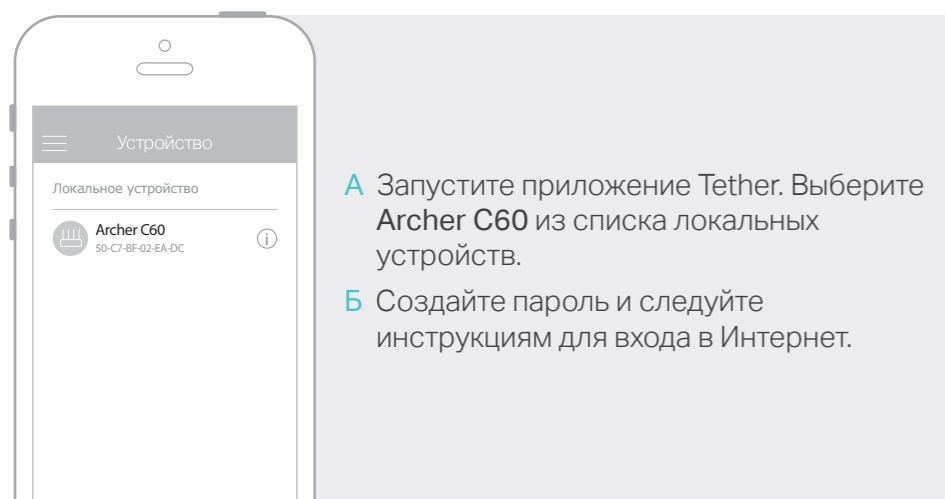 Устройство
Локальное устройство
Archer C60
50-C7-BF-02-EA-DC
А Запустите приложение Tether. Выберите
Archer C60 из списка локальных
устройств.
Б Создайте пароль и следуйте
инструкциям для входа в Интернет.